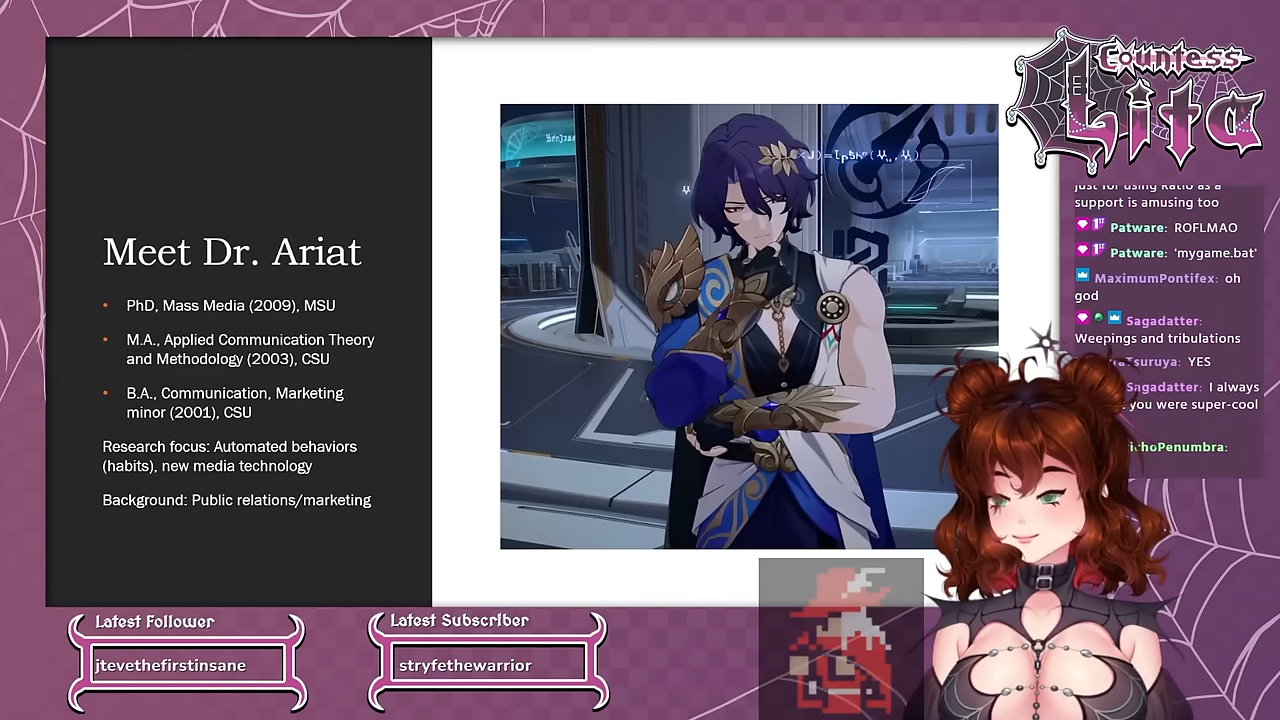 Meet Dr. Ariat
• PhD, Mass Media (2009), MSU
• M.A., Applied Communication Theory
and Methodology (2003), CSU
• B.A., Communication, Marketing
minor (2001), CSU
Research focus: Automated behaviors
(habits), new media technology
Background: Public relations/marketing
Countess
Lita
just for using Ratio as a
support is amusing too
Patware: ROFLMAO
Patware: 'mygame.bat'
MaximumPontifex: oh
god
Sagadatter:
Weepings and tribulations
Tsuruya: YES
Sagadatter: I always
you were super-cool
Penumbra:
Latest Follower
jtevethefirstinsane
Latest Subscriber
stryfethewarrior